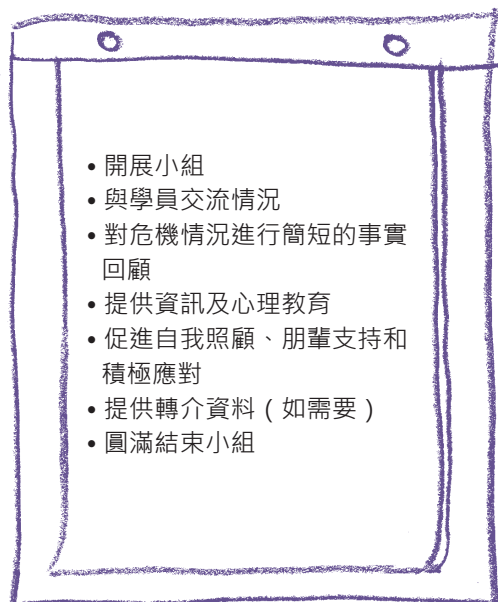 • 開展小組
• 與學員交流情況
• 對危機情況進行簡短的事實
回顧
• 提供資訊及心理教育
• 促進自我照顧、朋輩支持和
積極應對
• 提供轉介資料（如需要）
• 圓滿結束小組